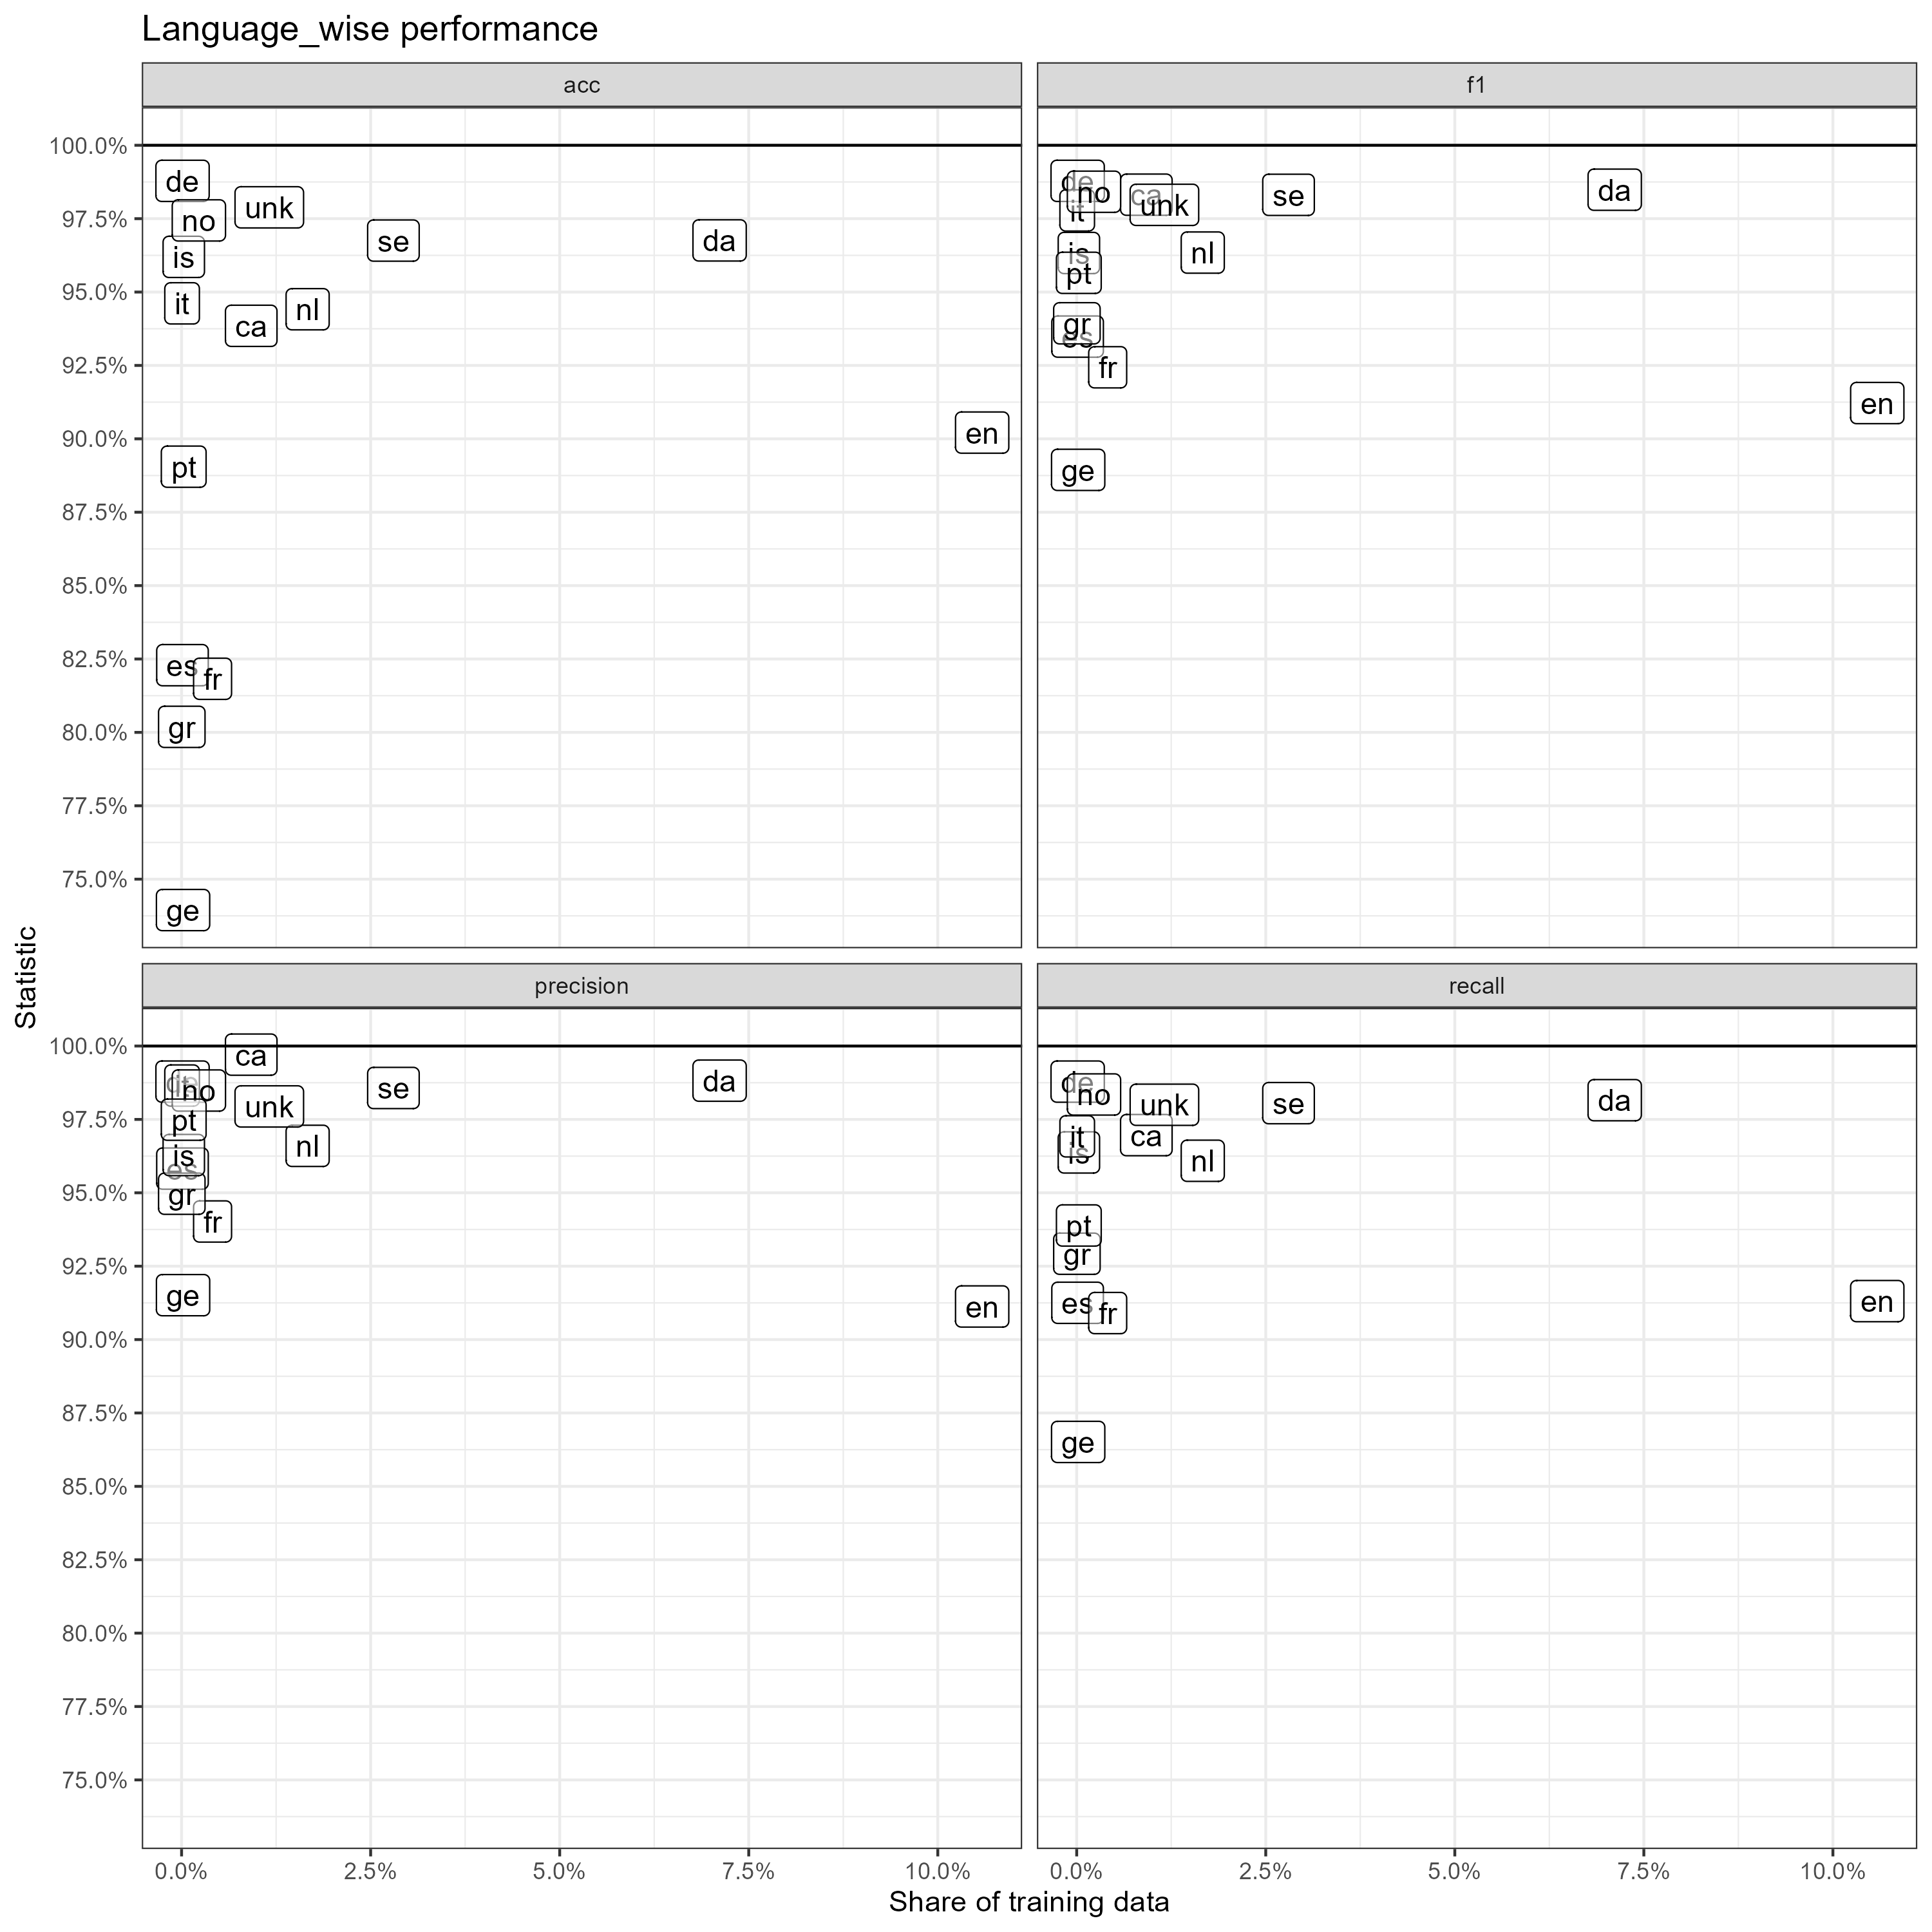 Language_wise performance
acc
f1
100.0%
97.5%
95.0%
92.5%
90.0%
87.5%
85.0%
82.5%
80.0%
77.5%
75.0%
de
unk
no
se
da
is
it
nl
ca
en
pt
es
fr
gr
ge
de
no
ca
unk
it
se
da
is
nl
pt
gr
es
fr
en
ge
Statistic
precision
recall
100.0%
97.5%
95.0%
92.5%
90.0%
87.5%
85.0%
82.5%
80.0%
77.5%
75.0%
ca
no
se
da
unk
pt
nl
is
es
gr
fr
ge
en
de
no
unk
se
da
it
ca
is
nl
pt
gr
es
fr
en
ge
0.0%
2.5%
5.0%
7.5%
10.0%
0.0%
2.5%
5.0%
7.5%
10.0%
Share of training data